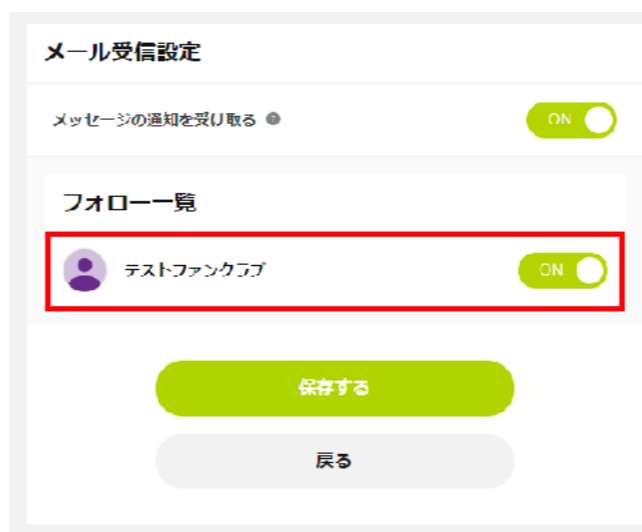 メール受信設定
メッセージの通知を受け取る
ON
フォロー一覧
テストファンクラブ
ON
保存する
戻る